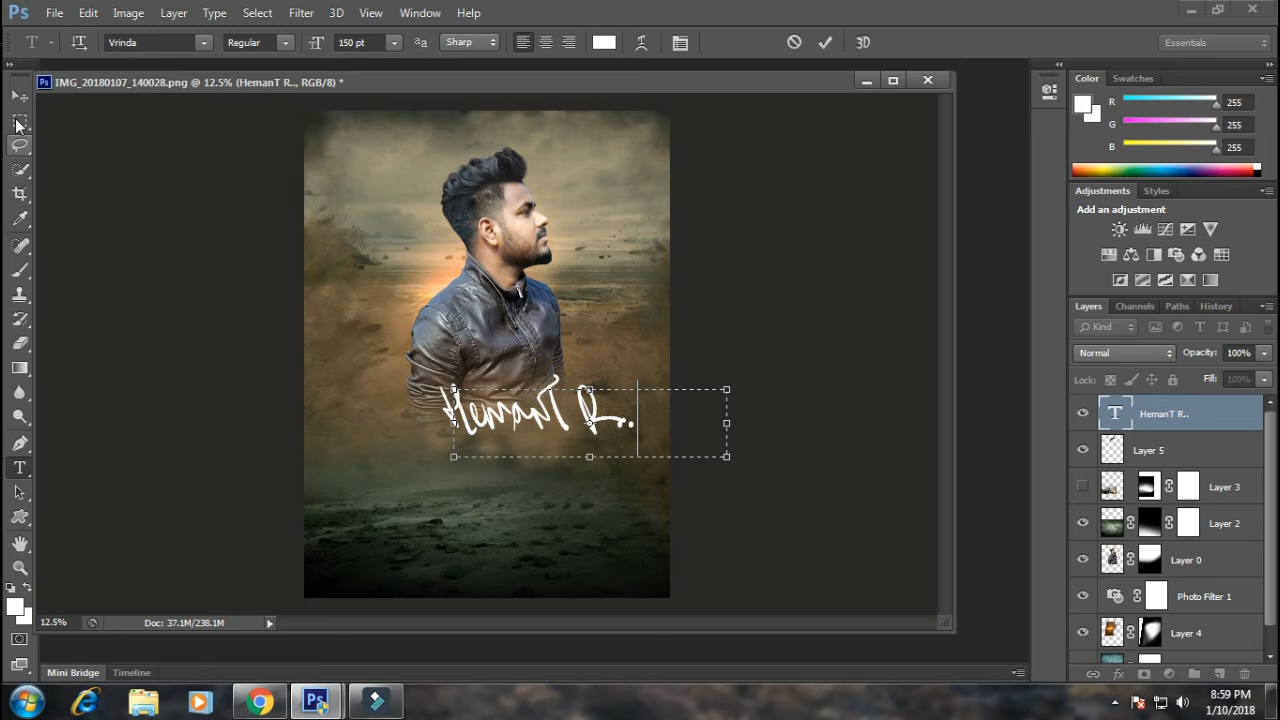 Ps File Edit Image Layer Type Select Filter 3D View Window Help
T Vrinda Regular 150 pt Sharp 3D Essentials
IMG_20180107_140028.png @ 12.5% (HemanT R.., RGB/8) *
HemanT R..
12.5% Doc: 37.1M/238.1M
Mini Bridge Timeline
Color Swatches
R 255
G 255
B 255
Adjustments Styles
Add an adjustment
Layers Channels Paths History
Kind
Normal Opacity: 100%
Lock: Fill: 100%
HemanT R..
Layer 5
Layer 3
Layer 2
Layer 0
Photo Filter 1
Layer 4
Ps
8:59 PM
1/10/2018